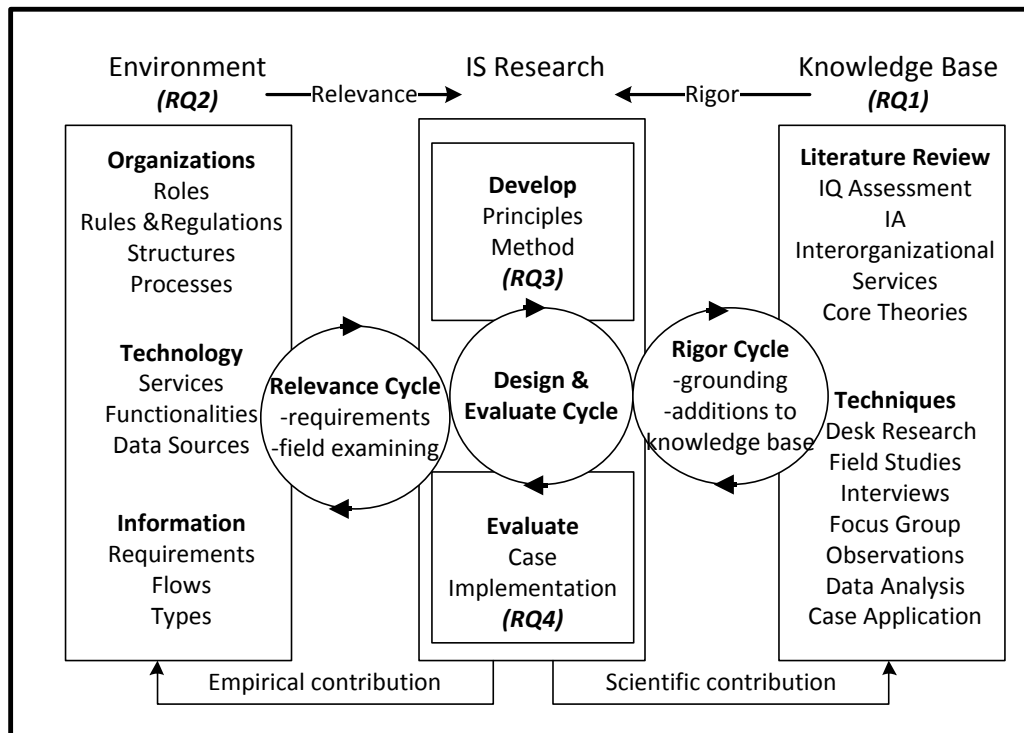 Environment
(RQ2)
Relevance
IS Research
Rigor
Knowledge Base
(RQ1)
Organizations
Roles
Rules &Regulations
Structures
Processes
Technology
Services
Functionalities
Data Sources
Information
Requirements
Flows
Types
Relevance Cycle
-requirements
-field examining
Develop
Principles
Method
(RQ3)
Design &
Evaluate Cycle
Evaluate
Case
Implementation
(RQ4)
Rigor Cycle
-grounding
-additions to
knowledge base
Literature Review
IQ Assessment
IA
Interorganizational
Services
Core Theories
Techniques
Desk Research
Field Studies
Interviews
Focus Group
Observations
Data Analysis
Case Application
Empirical contribution
Scientific contribution